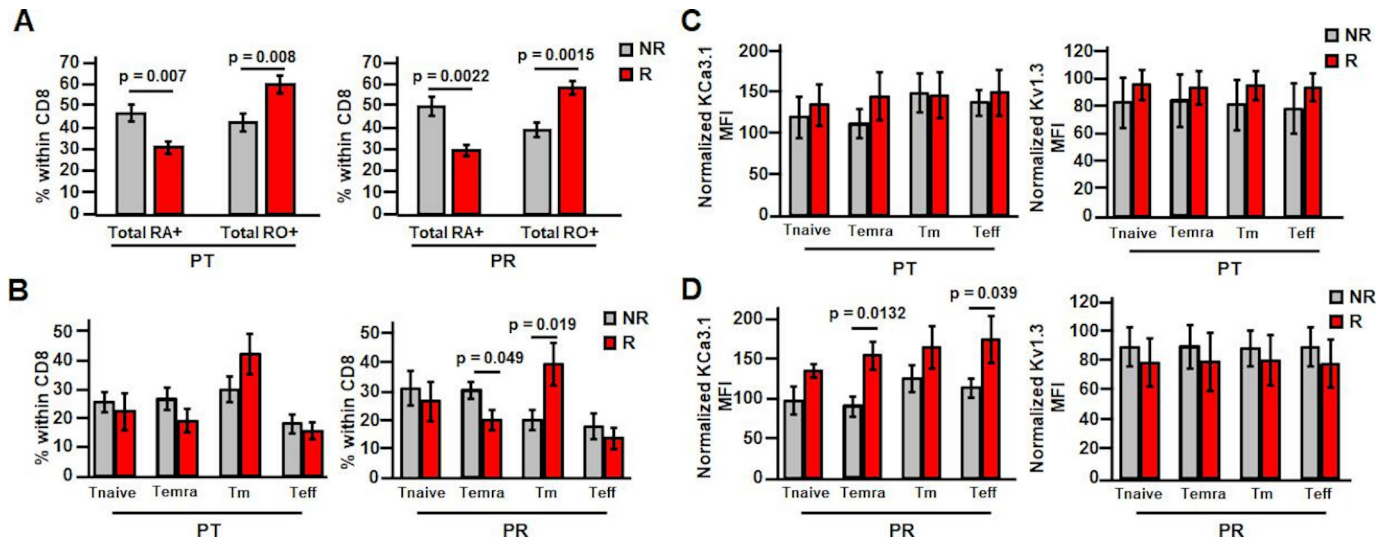 A
% within CD8
70
60
50
40
30
20
10
0
p = 0.007
p = 0.008
Total RA+ Total RO+
PT
70
60
50
40
30
20
10
0
% within CD8
p = 0.0022
p = 0.0015
Total RA+ Total RO+
PR
NR
R
B
% within CD8
50
40
30
20
10
0
Tnaive Temra Tm Teff
PT
% within CD8
50
40
30
20
10
0
p = 0.049
p = 0.019
Tnaive Temra Tm Teff
PR
NR
R
C
Normalized KCa3.1
MFI
200
150
100
50
0
Tnaive Temra Tm Teff
PT
Normalized Kv1.3
MFI
120
100
80
60
40
20
0
Tnaive Temra Tm Teff
PT
NR
R
D
Normalized KCa3.1
MFI
200
150
100
50
0
p = 0.0132
p = 0.039
Tnaive Temra Tm Teff
PR
Normalized Kv1.3
MFI
120
100
80
60
80
20
0
Tnaive Temra Tm Teff
PR
NR
R